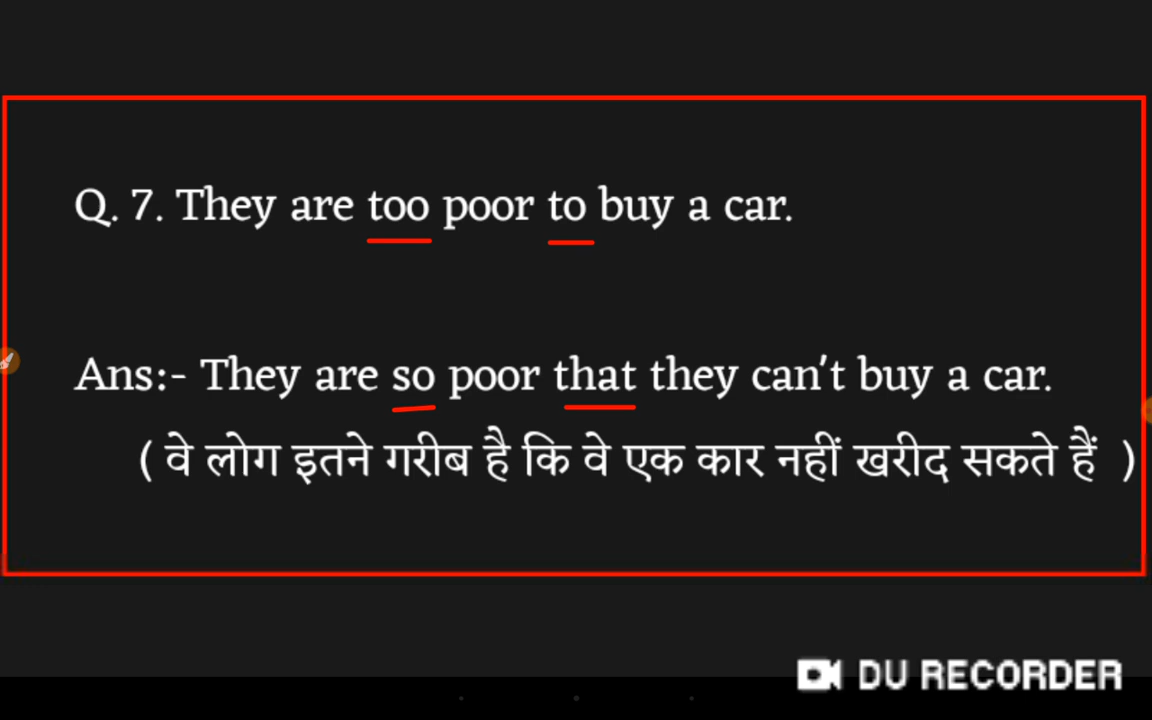 Q. 7. They are too poor to buy a car.
Ans:- They are so poor that they can't buy a car.
( वे लोग इतने गरीब है कि वे एक कार नहीं खरीद सकते हैं )
DU RECORDER